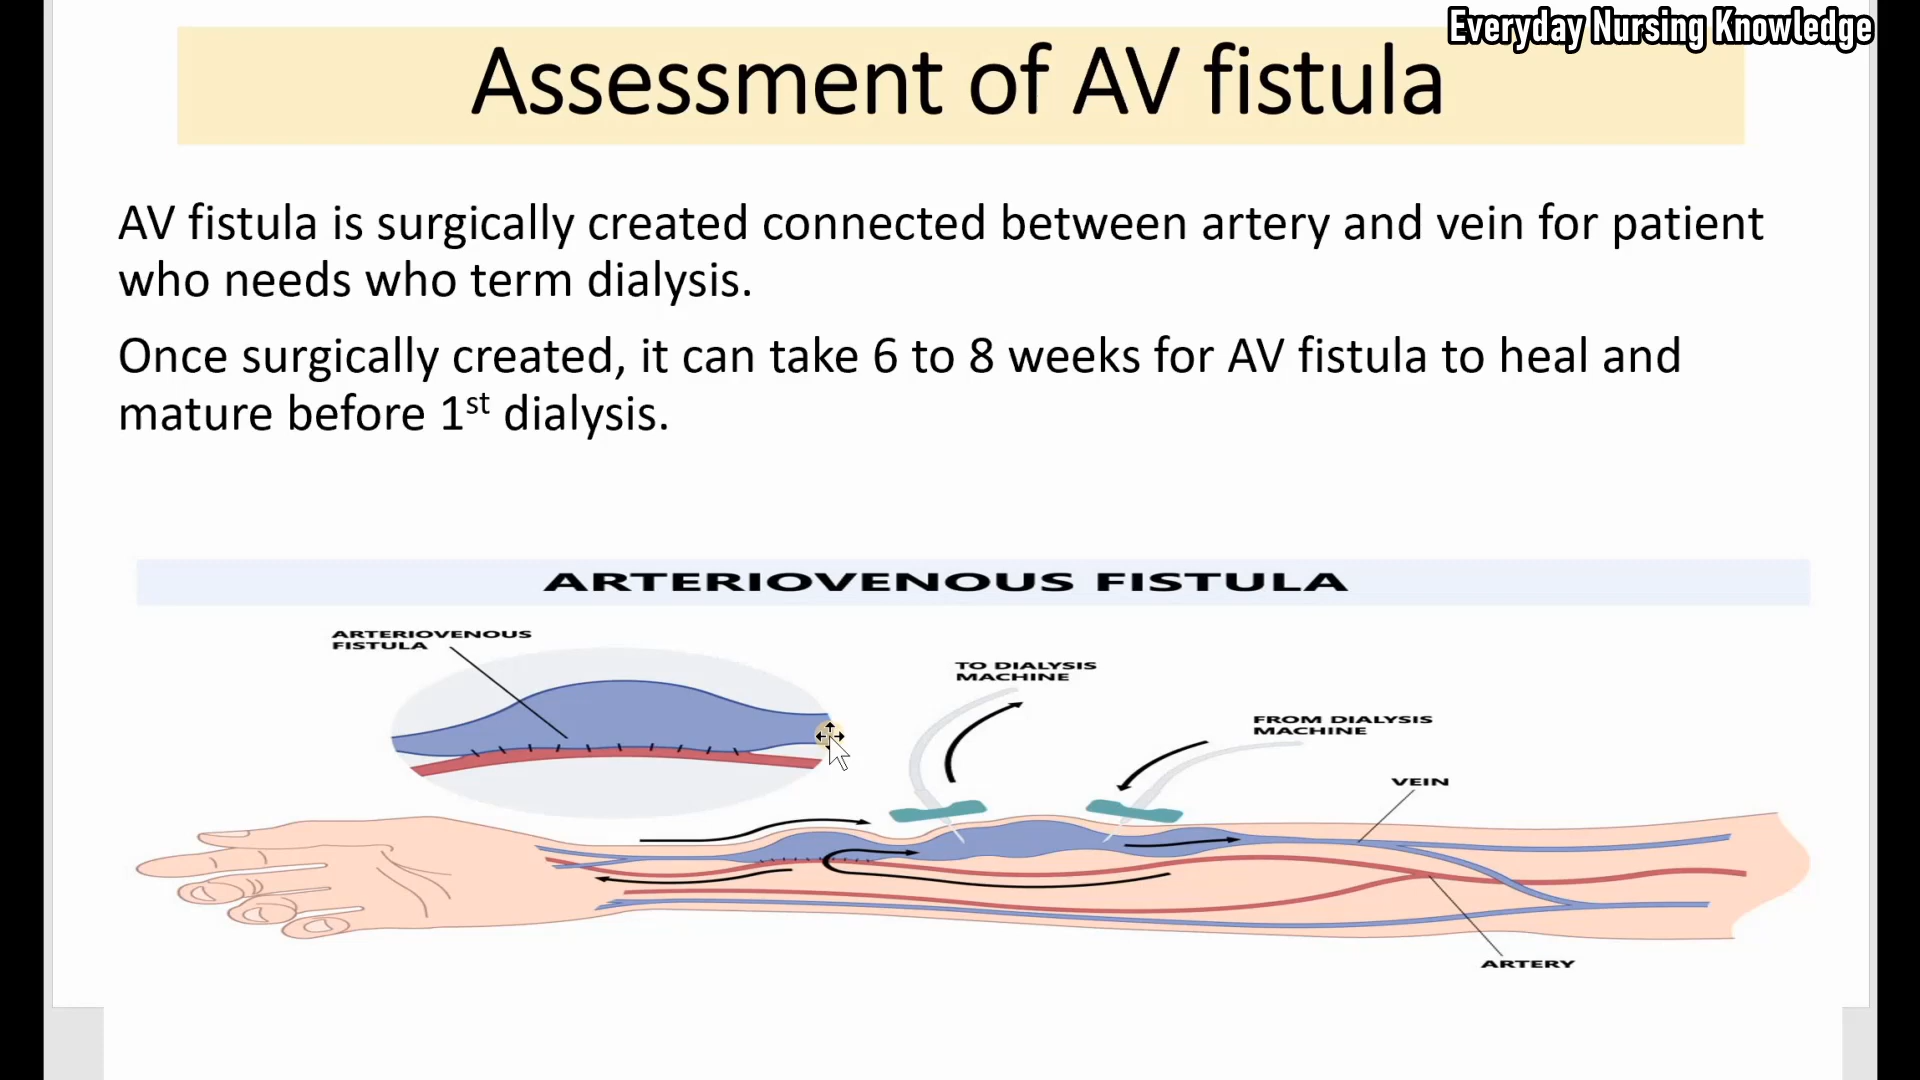 Everyday Nursing Knowledge
Assessment of AV fistula
AV fistula is surgically created connected between artery and vein for patient
who needs who term dialysis.
Once surgically created, it can take 6 to 8 weeks for AV fistula to heal and
mature before 1st dialysis.
ARTERIOVENOUS FISTULA
ARTERIOVENOUS
FISTULA
TO DIALYSIS
MACHINE
FROM DIALYSIS
MACHINE
VEIN
ARTERY